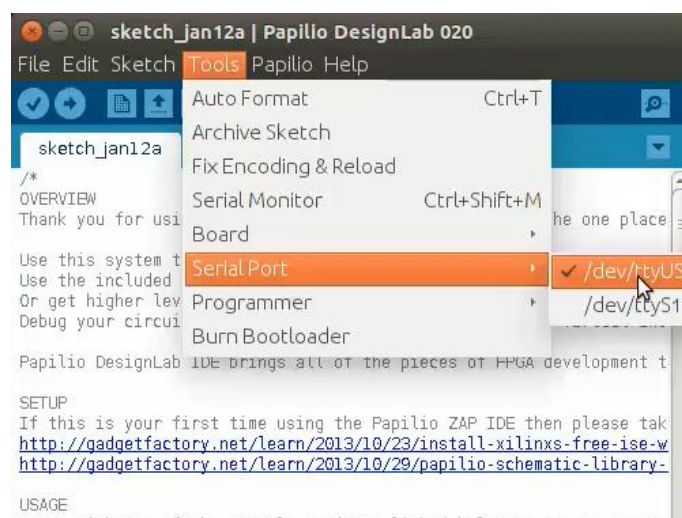 sketch_jan12a | Papilio DesignLab 020
File Edit Sketch Tools Papilio Help
sketch_jan12a
Auto Format Ctrl+T
Archive Sketch
Fix Encoding & Reload
Serial Monitor Ctrl+Shift+M
Board
Serial Port
Programmer
Burn Bootloader
/dev/ttyUS
/dev/ttyS1
/*
OVERVIEW
Thank you for usi he one place
Use this system t
Use the included
Or get higher lev
Debug your circui
Papilio DesignLab IDE brings all of the pieces of FPGA development t
SETUP
If this is your first time using the Papilio ZAP IDE then please tak
http://gadgetfactory.net/learn/2013/10/23/install-xilinxs-free-ise-w
http://gadgetfactory.net/learn/2013/10/29/papilio-schematic-library-
USAGE